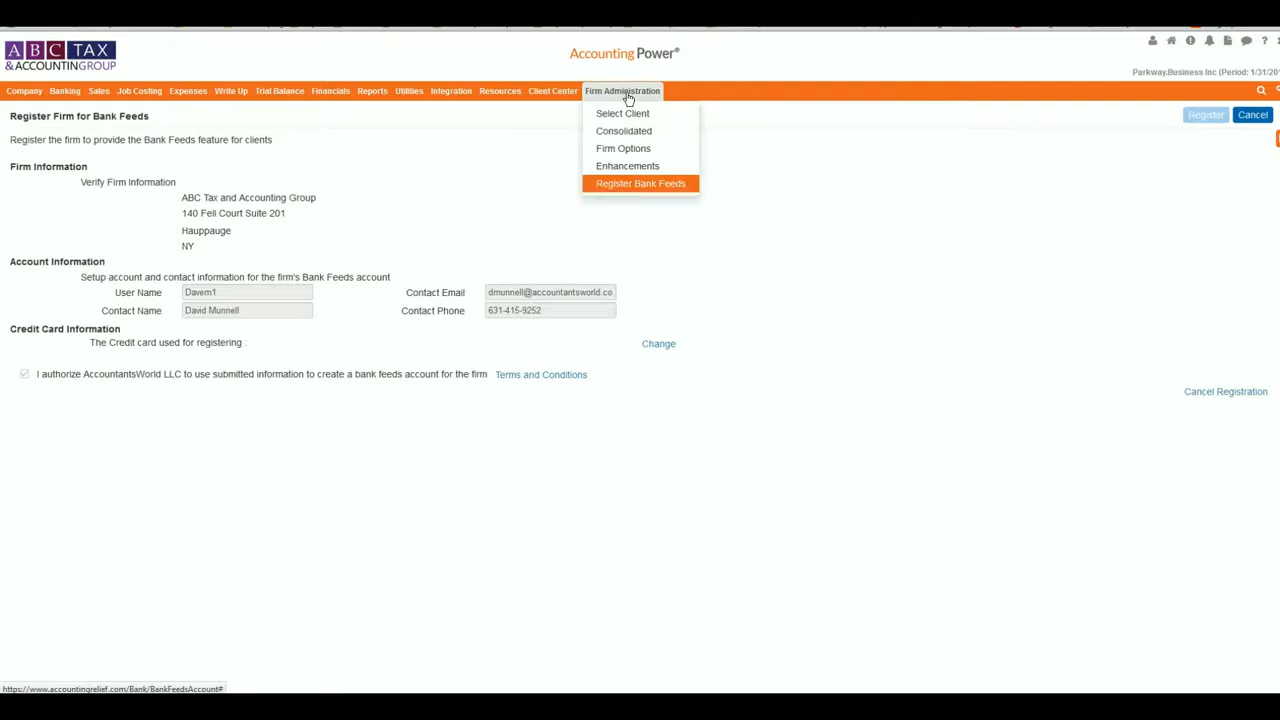 A B C TAX
& ACCOUNTING GROUP
Accounting Power®
Parkway.Business Inc (Period: 1/31/20
Company Banking Sales Job Costing Expenses Write Up Trial Balance Financials Reports Utilities Integration Resources Client Center Firm Administration
Select Client
Consolidated
Firm Options
Enhancements
Register Bank Feeds
Register Firm for Bank Feeds
Register Cancel
Register the firm to provide the Bank Feeds feature for clients
Firm Information
Verify Firm Information
ABC Tax and Accounting Group
140 Fell Court Suite 201
Hauppauge
NY
Account Information
Setup account and contact information for the firm's Bank Feeds account
User Name Davem1 Contact Email dmunnell@accountantsworld.co
Contact Name David Munnell Contact Phone 631-415-9252
Credit Card Information
The Credit card used for registering : Change
I authorize AccountantsWorld LLC to use submitted information to create a bank feeds account for the firm Terms and Conditions
Cancel Registration
https://www.accountingrelief.com/Bank/BankFeedsAccount#